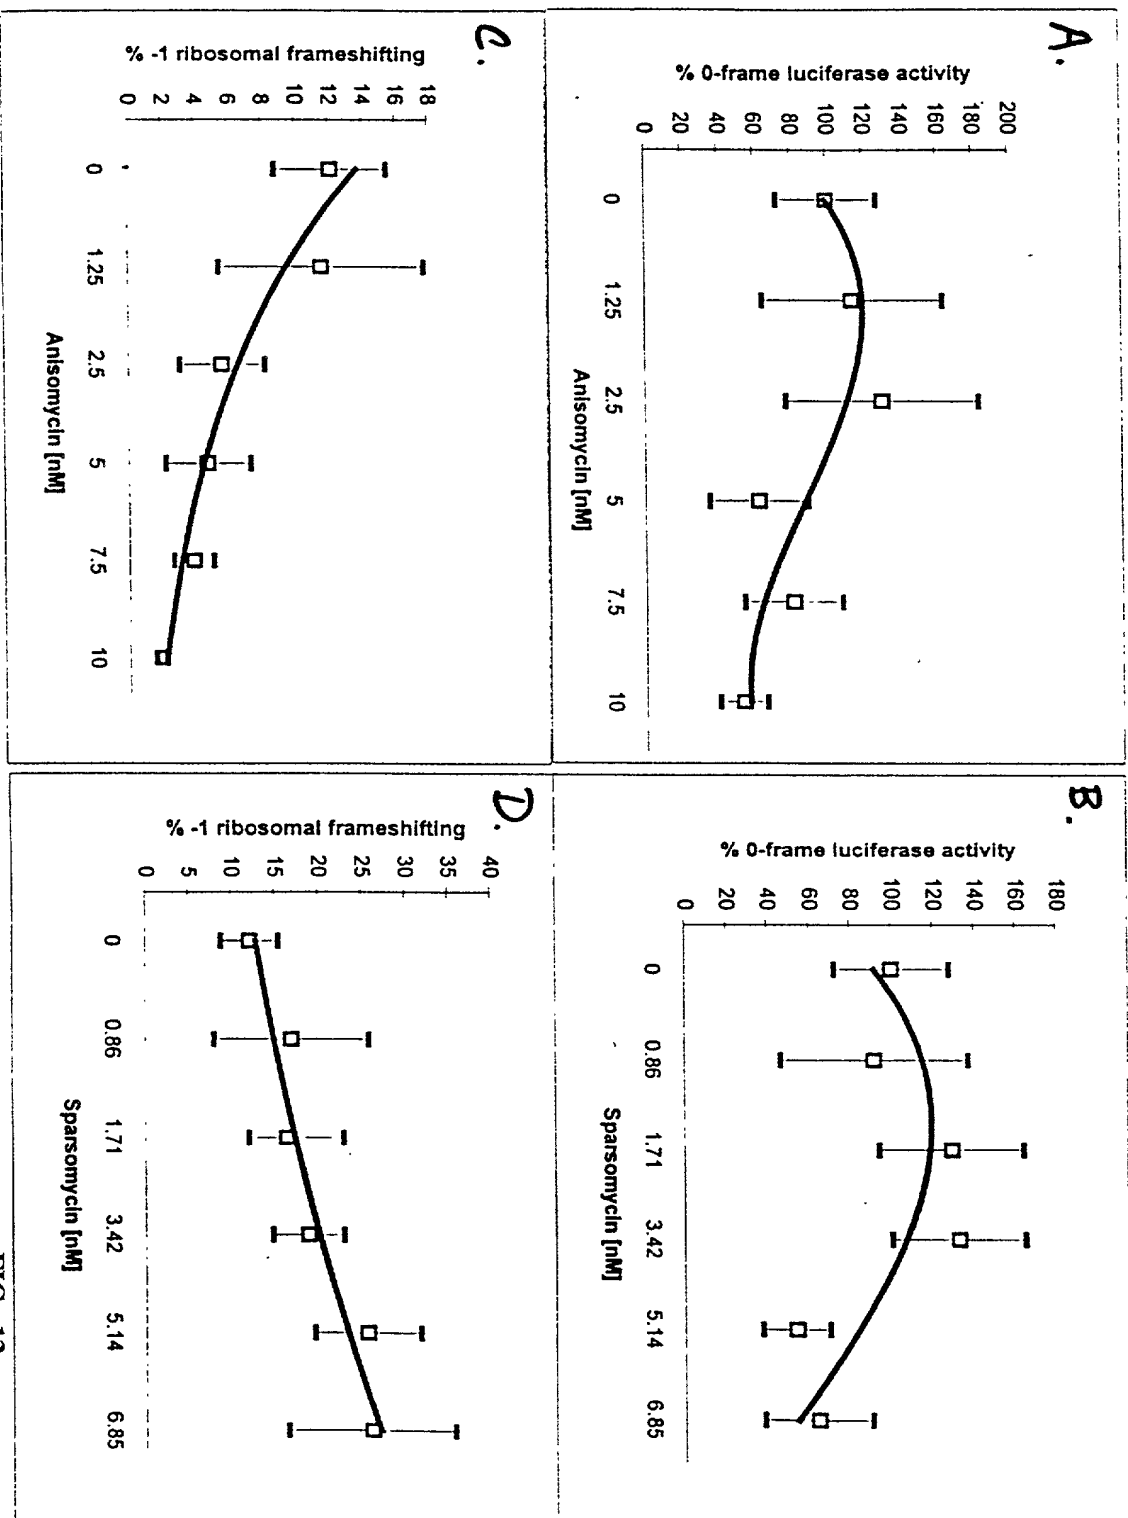 A.
% 0-frame luciferase activity
200
180
160
140
120
100
80
60
40
20
0
0 1.25 2.5 5 7.5 10
Anisomycin [nM]
B.
% 0-frame luciferase activity
180
160
140
120
100
80
60
40
20
0
0 0.86 1.71 3.42 5.14 6.85
Sparsomycin [nM]
C.
% -1 ribosomal frameshifting
18
16
14
12
10
8
6
4
2
0
0 1.25 2.5 5 7.5 10
Anisomycin [nM]
D.
% -1 ribosomal frameshifting
40
35
30
25
20
15
10
5
0
0 0.86 1.71 3.42 5.14 6.85
Sparsomycin [nM]